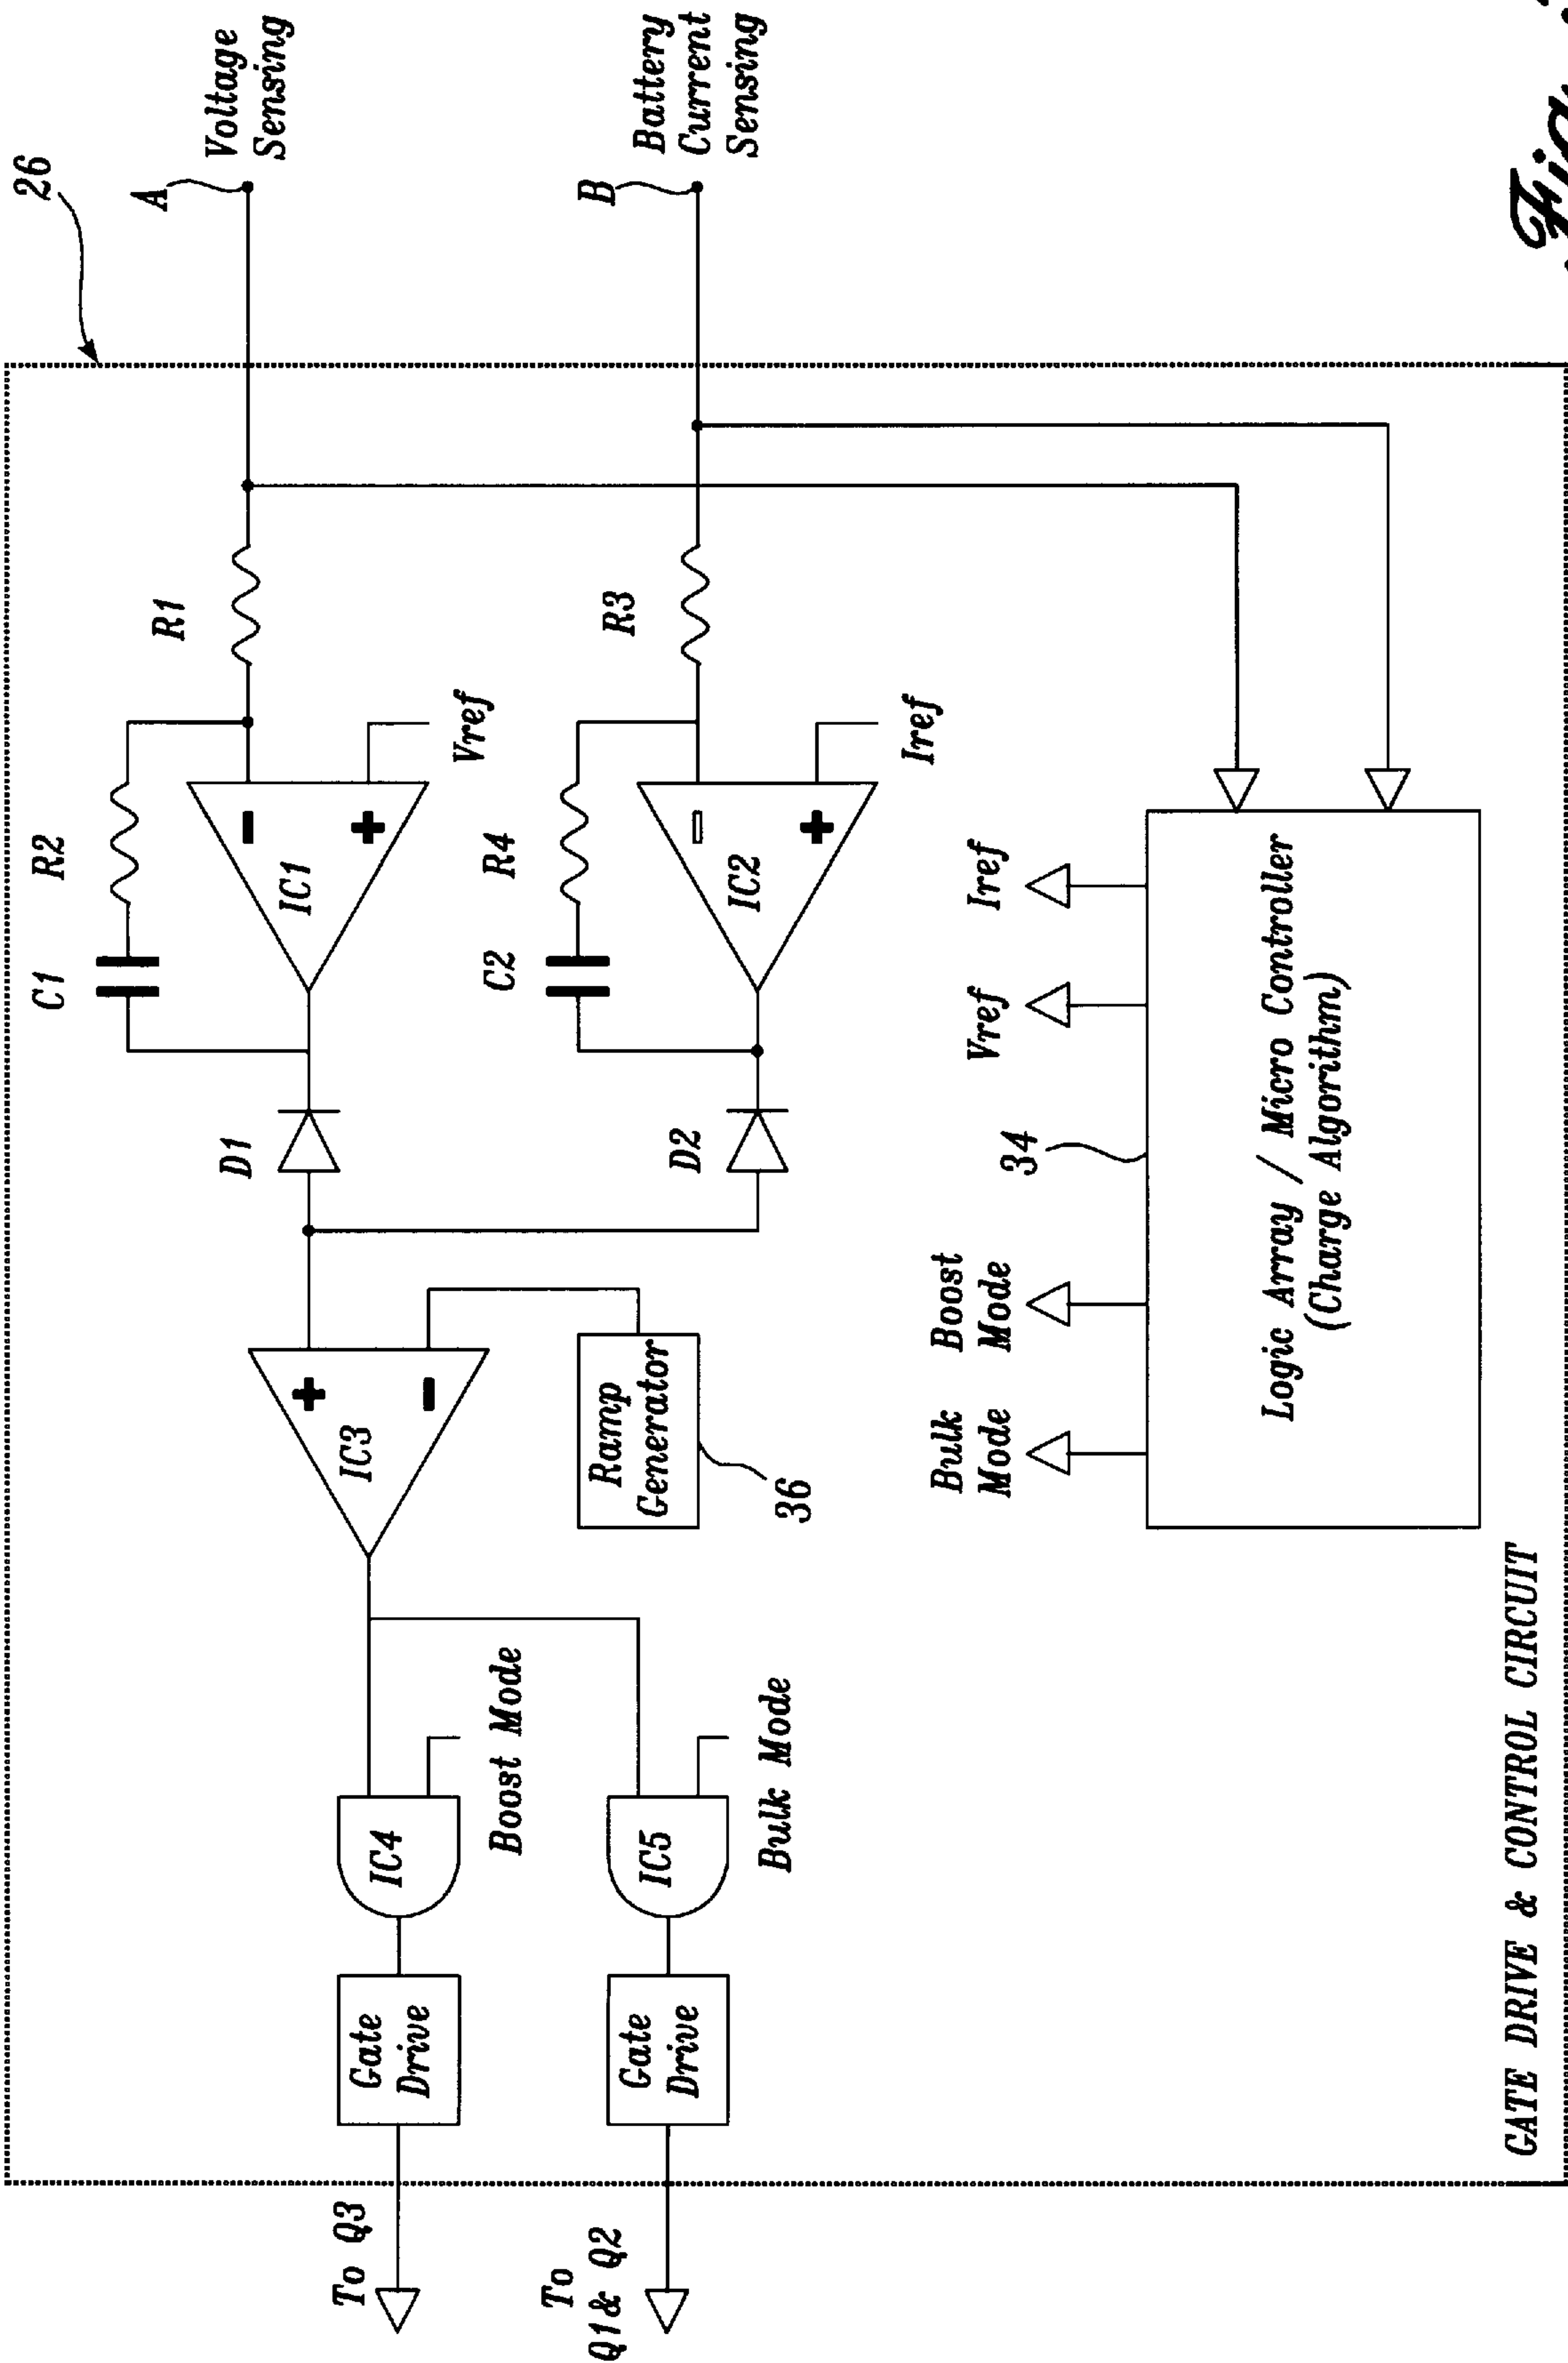 26
A
Voltage
Sensing
C1
R2
R1
D1
IC1
Vref
To Q3
Gate
Drive
IC4
Boost Mode
IC3
Ramp
Generator
36
B
Battery
Current
Sensing
C2
R4
R3
D2
IC2
Iref
To
Q1& Q2
Gate
Drive
IC5
Bulk Mode
Bulk
Mode
Boost
Mode
34
Vref
Iref
Logic Array / Micro Controller
(Charge Algorithm)
GATE DRIVE & CONTROL CIRCUIT
Fig.